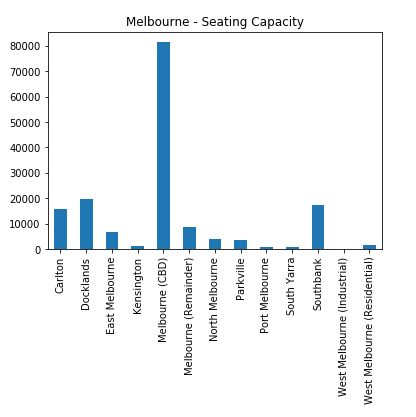 Melbourne - Seating Capacity
80000
70000
60000
50000
40000
30000
20000
10000
0
Carlton
Docklands
East Melbourne
Kensington
Melbourne (CBD)
Melbourne (Remainder)
North Melbourne
Parkville
Port Melbourne
South Yarra
Southbank
West Melbourne (Industrial)
West Melbourne (Residential)